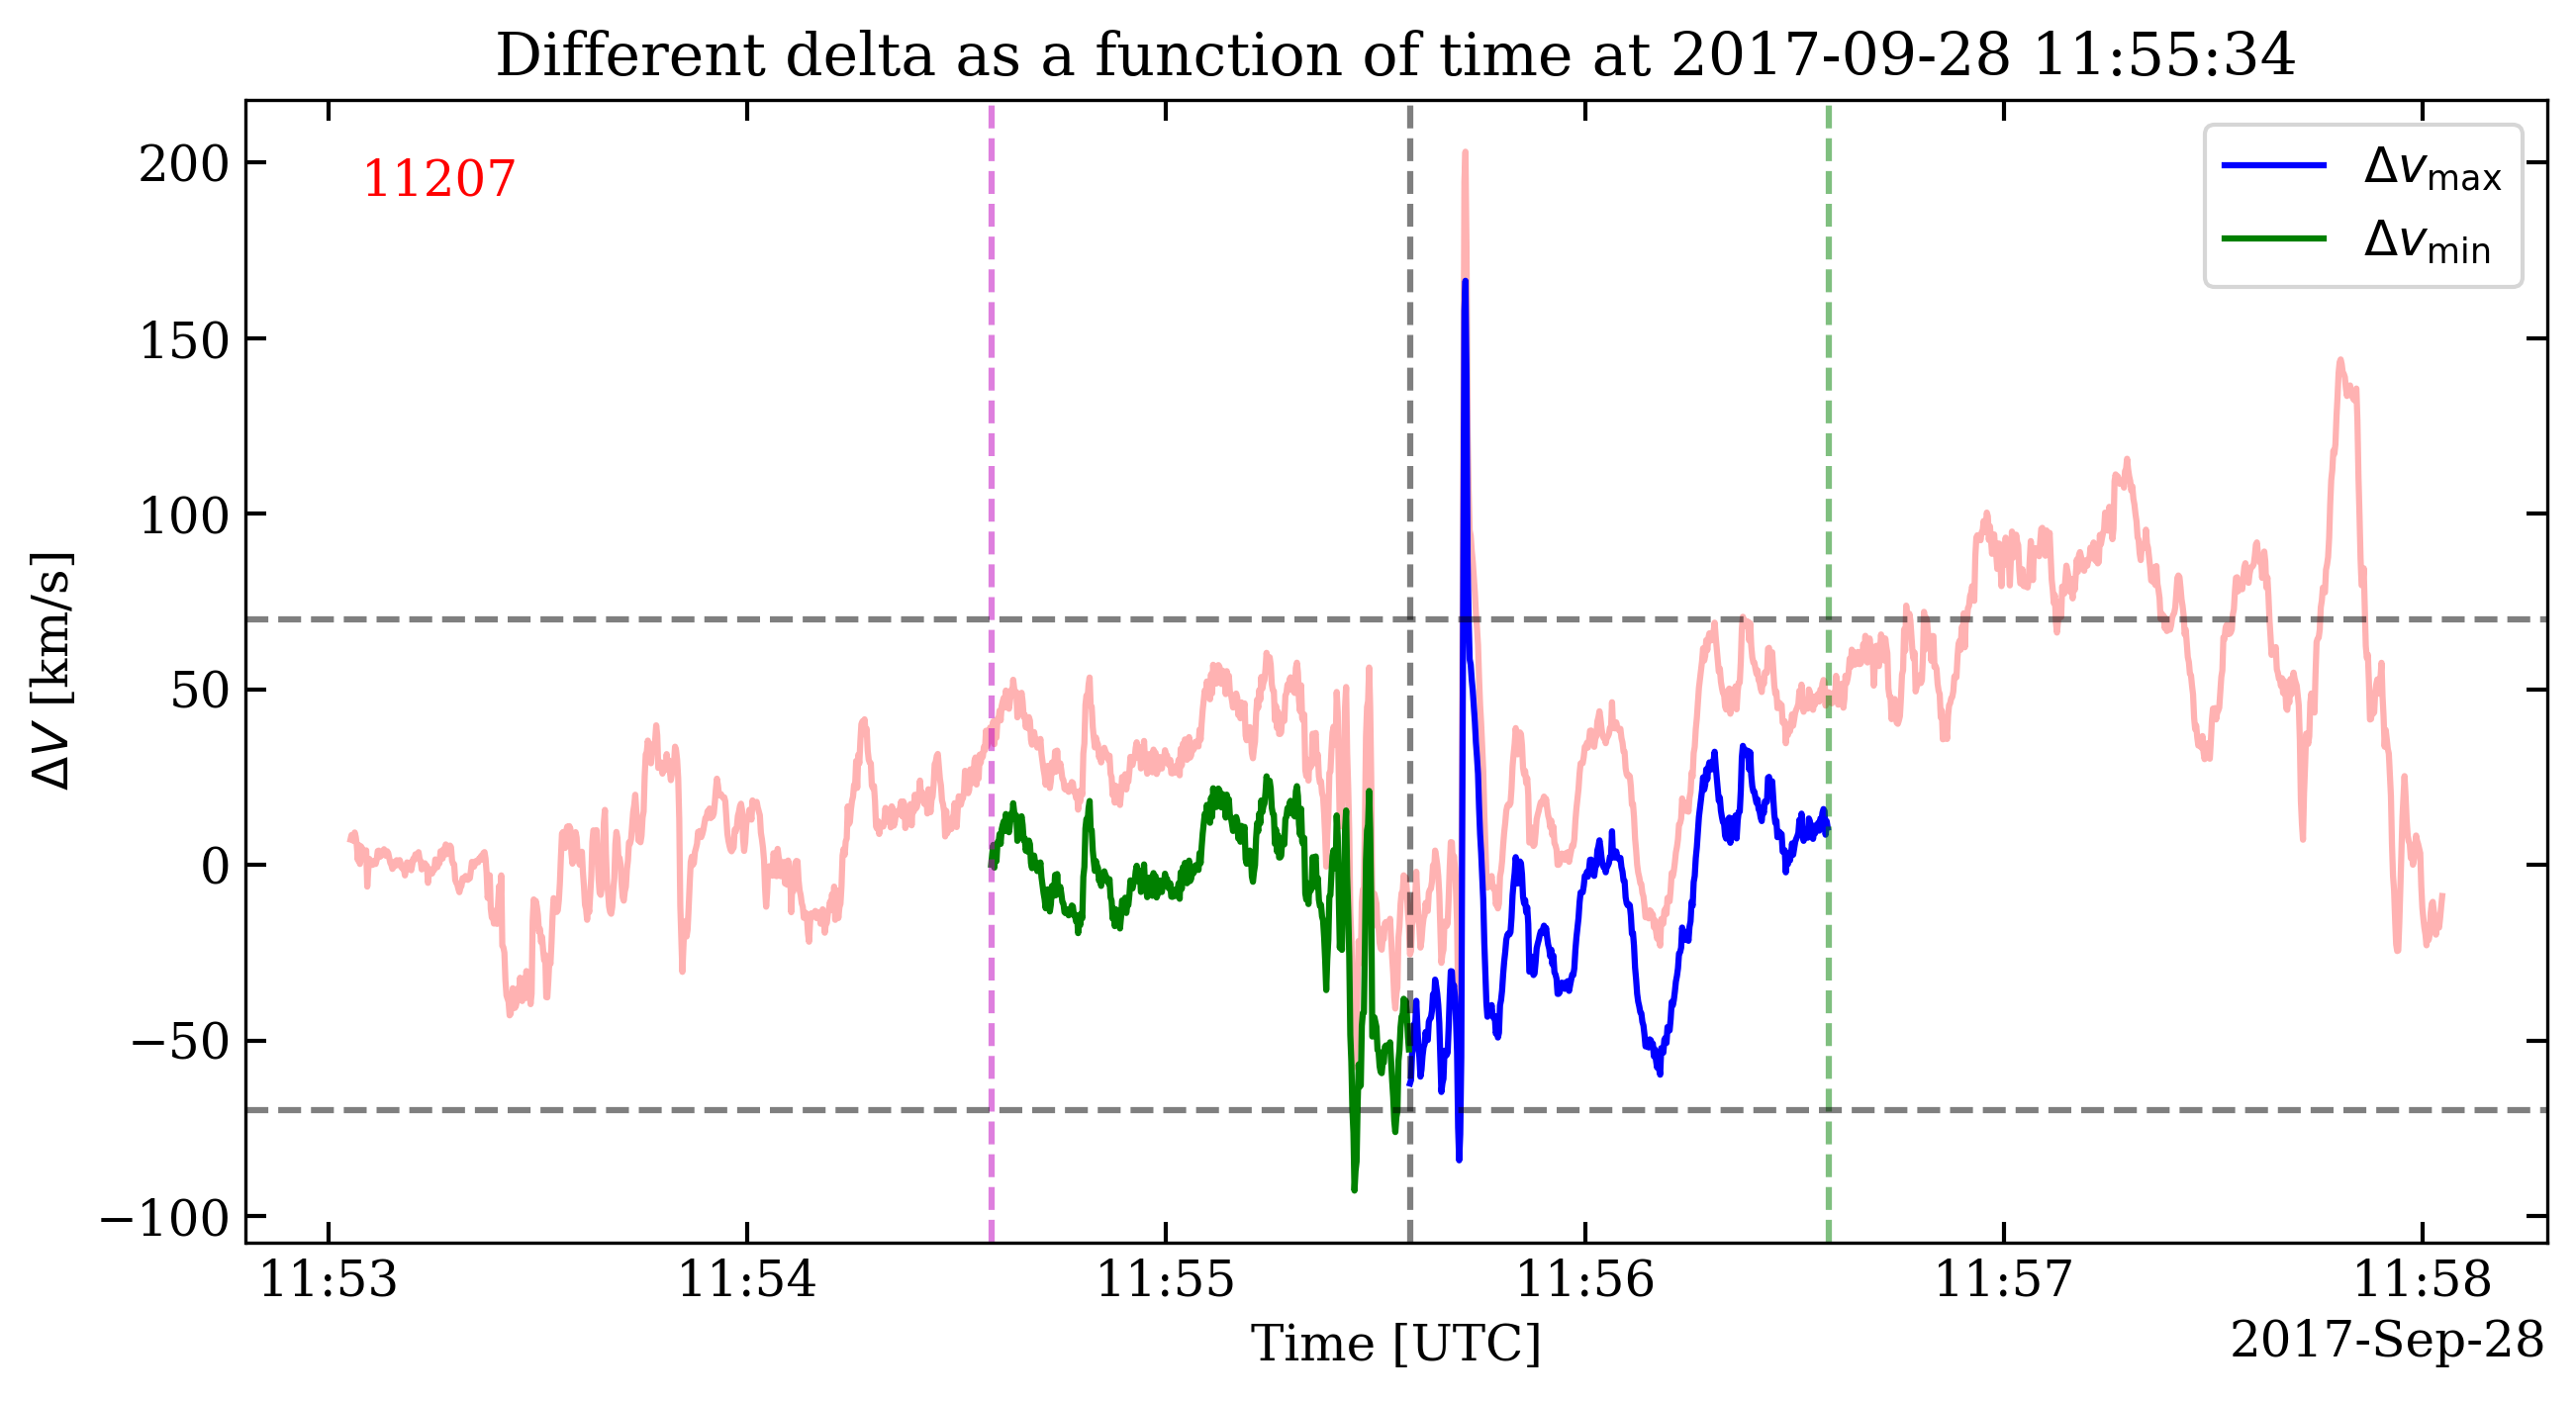 Different delta as a function of time at 2017-09-28 11:55:34
11207
Δv_max
Δv_min
ΔV [km/s]
200
150
100
50
0
−50
−100
11:53 11:54 11:55 11:56 11:57 11:58
Time [UTC]
2017-Sep-28